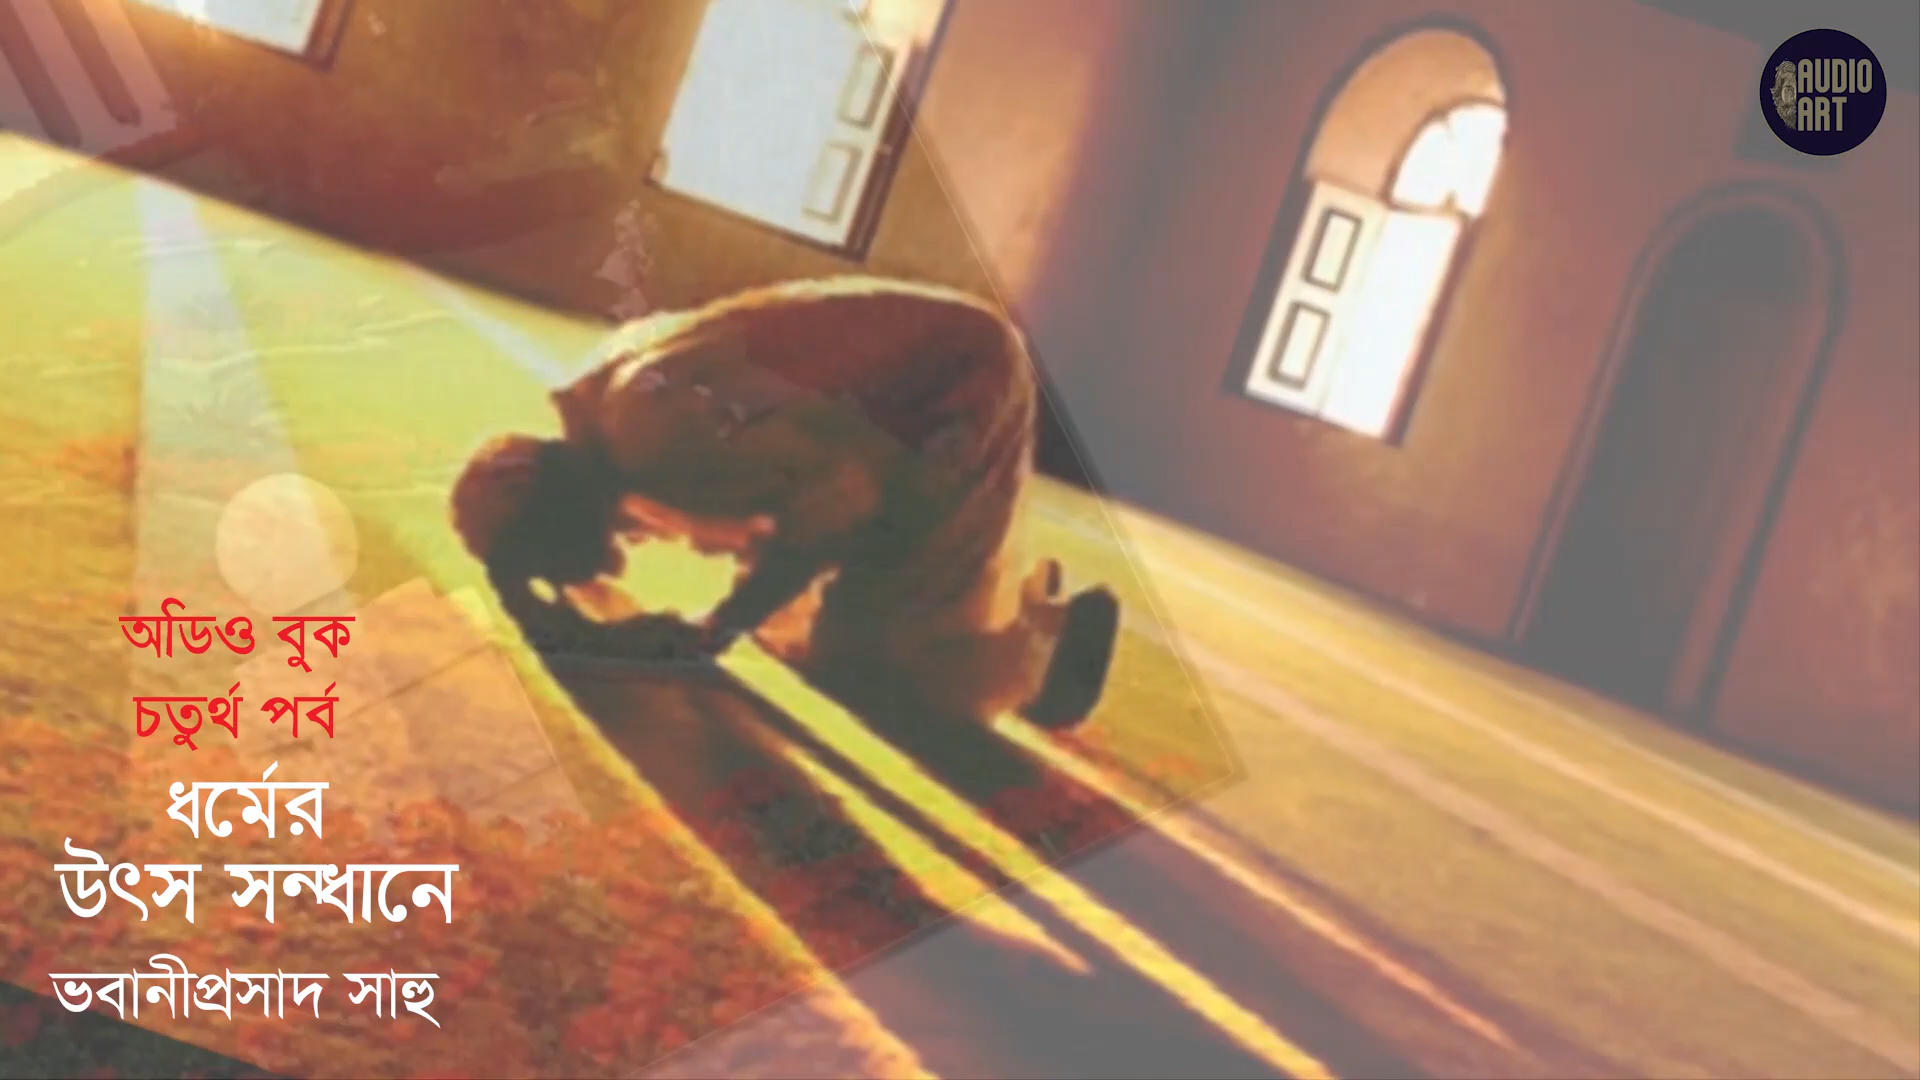 AUDIO
ART
অডিও বুক
চতুর্থ পর্ব
ধর্মের
উৎস সন্ধানে
ভবানীপ্রসাদ সাহু